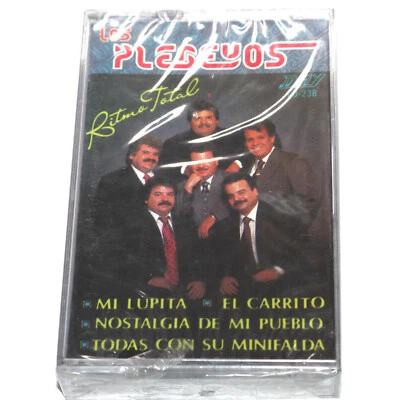 Los
PLEBEYOS
Ritmo Total
MI LUPITA EL CARRITO
NOSTALGIA DE MI PUEBLO
TODAS CON SU MINIFALDA